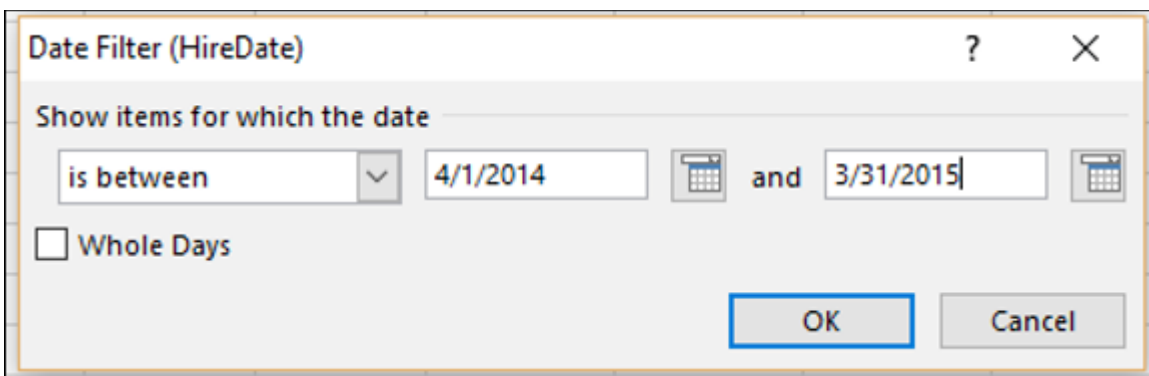 Date Filter (HireDate) ?
Show items for which the date
is between 4/1/2014 and 3/31/2015
Whole Days
OK Cancel